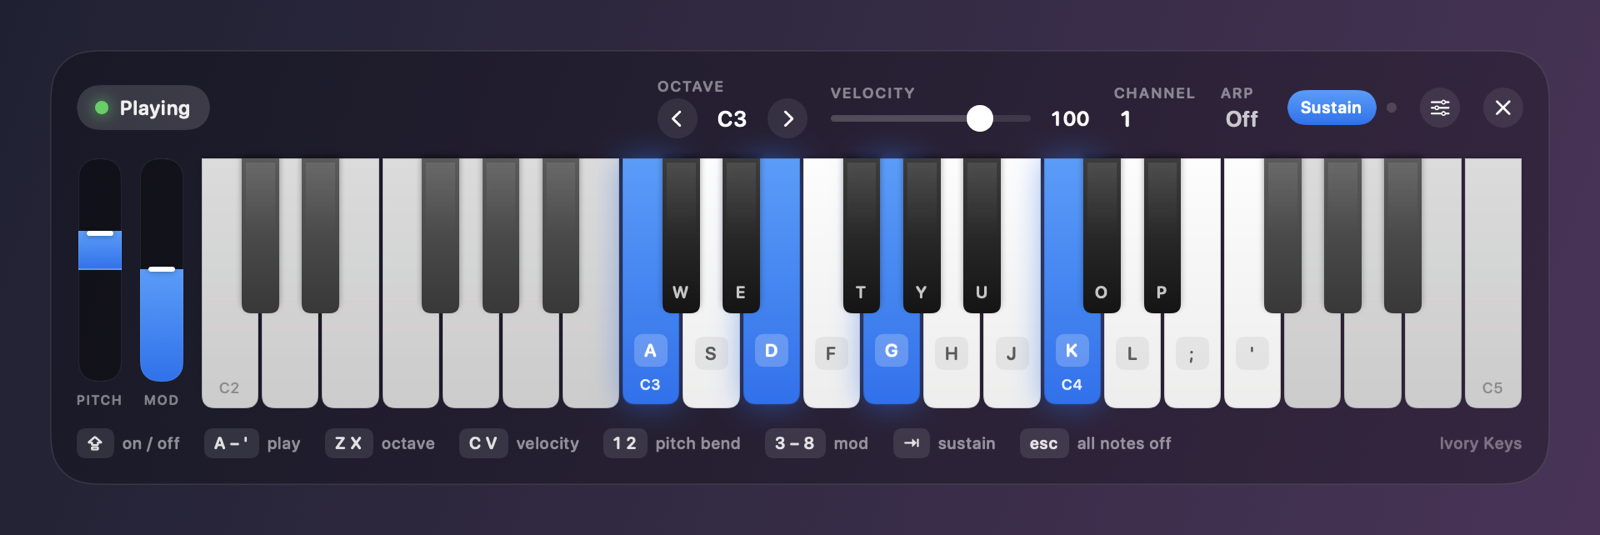 Playing
OCTAVE
C3
VELOCITY
100
CHANNEL
1
ARP
Off
Sustain
W E T Y U O P
A S D F G H J K L ; '
C2 C3 C4 C5
PITCH MOD
⇪ on / off A – ' play Z X octave C V velocity 1 2 pitch bend 3 – 8 mod ⇥ sustain esc all notes off Ivory Keys